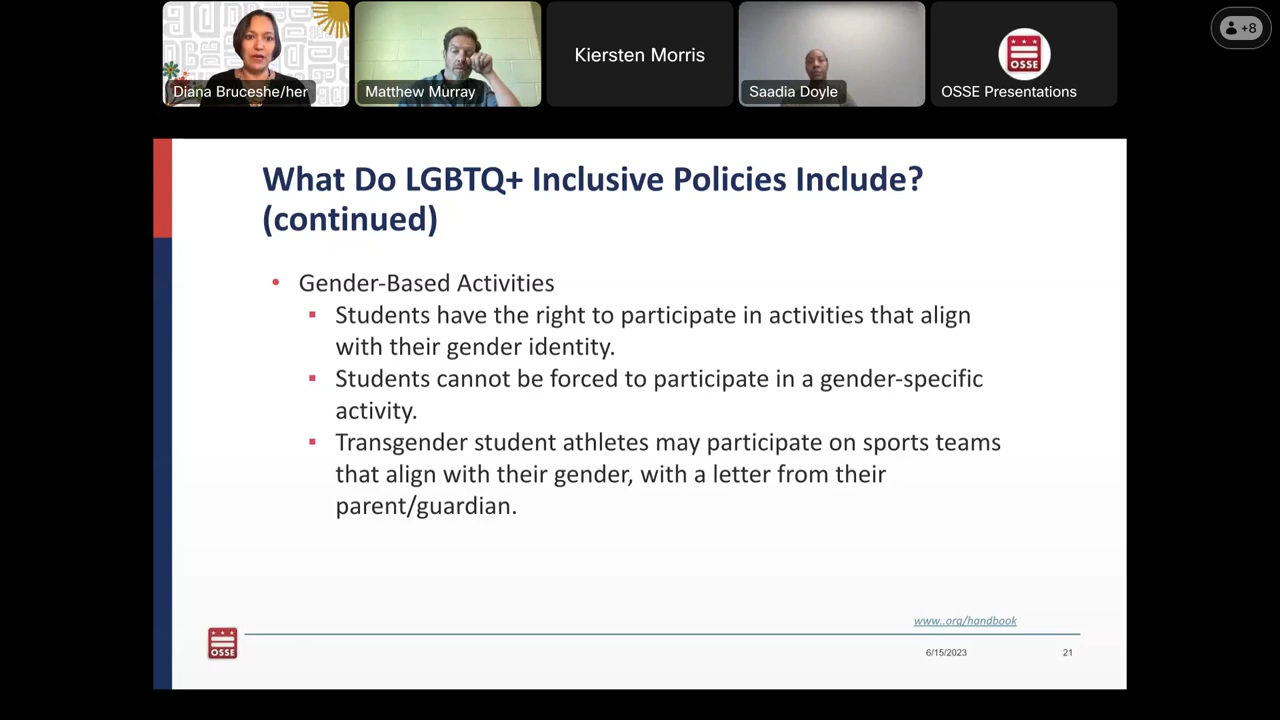 Diana Bruceshe/her
Matthew Murray
Kiersten Morris
Saadia Doyle
OSSE
OSSE Presentations
+8
What Do LGBTQ+ Inclusive Policies Include?
(continued)
• Gender-Based Activities
▪ Students have the right to participate in activities that align
with their gender identity.
▪ Students cannot be forced to participate in a gender-specific
activity.
▪ Transgender student athletes may participate on sports teams
that align with their gender, with a letter from their
parent/guardian.
www..org/handbook
OSSE
6/15/2023
21